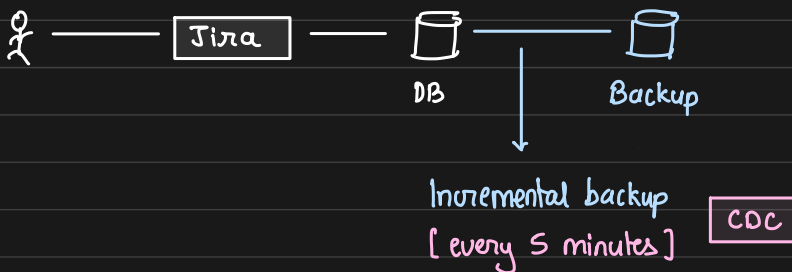 Jira
DB
Backup
Incremental backup
[every 5 minutes]
CDC